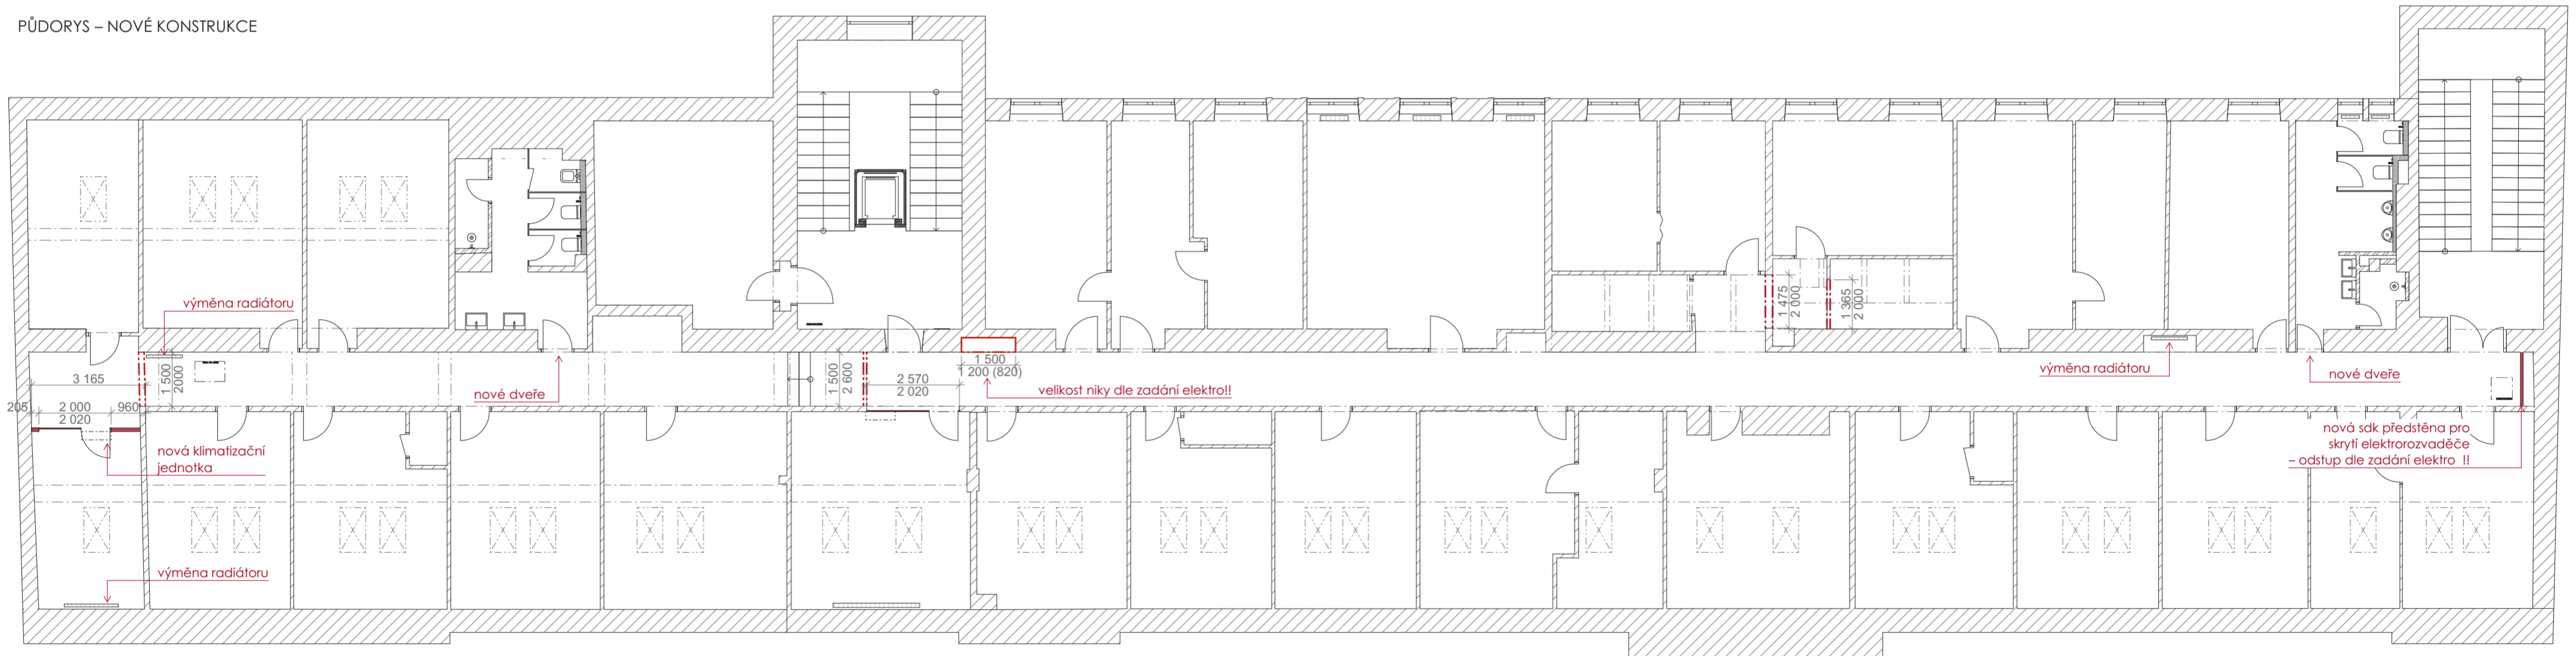 PŮDORYS – NOVÉ KONSTRUKCE
výměna radiátoru
3 165
1 500
2000
205
2 000
2 020
960
nová klimatizační
jednotka
výměna radiátoru
nové dveře
1 500
2 600
2 570
2 020
1 500
1 200 (820)
velikost niky dle zadání elektro!!
1 475
2 000
1 365
2 000
výměna radiátoru
nové dveře
nová sdk předstěna pro
skrytí elektrorozvaděče
– odstup dle zadání elektro !!